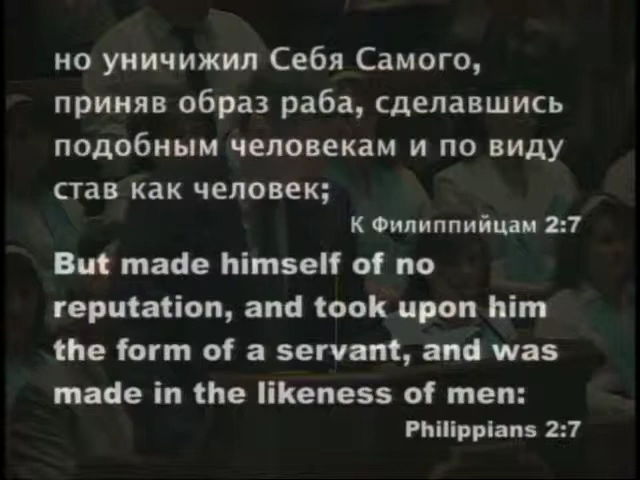 но уничижил Себя Самого,
приняв образ раба, сделавшись
подобным человекам и по виду
став как человек;
К Филиппийцам 2:7
But made himself of no
reputation, and took upon him
the form of a servant, and was
made in the likeness of men:
Philippians 2:7